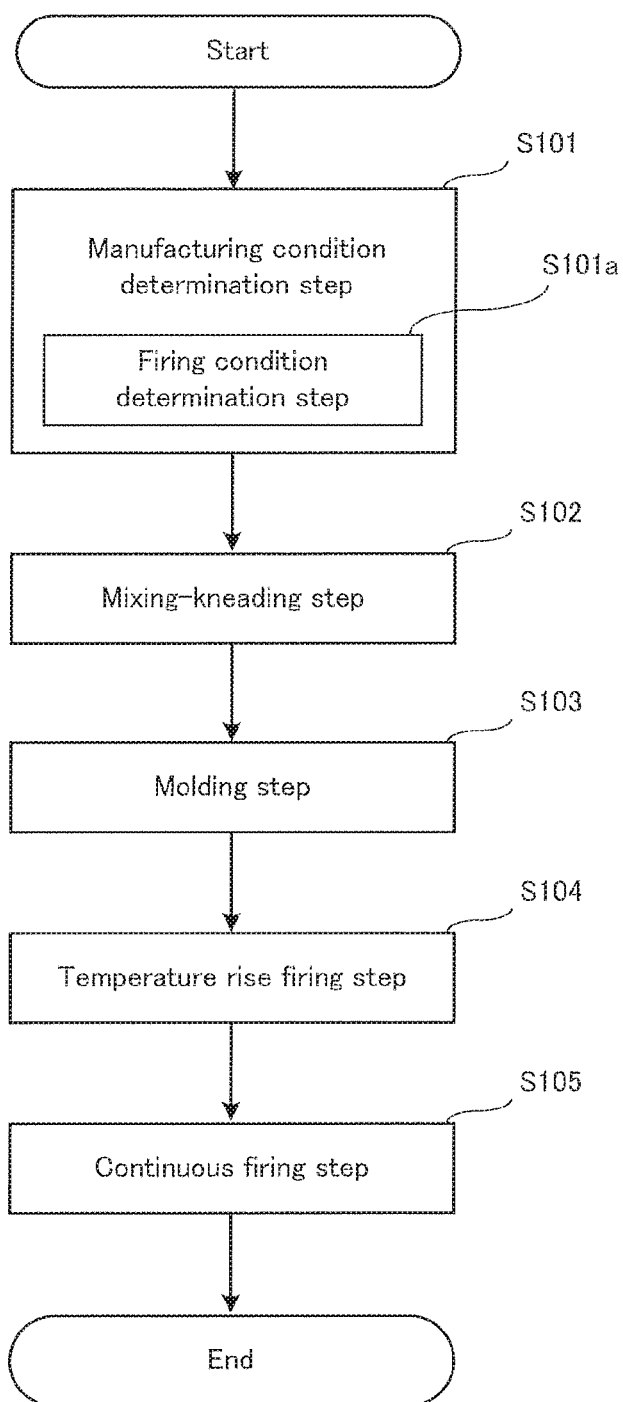 Start
S101
Manufacturing condition
determination step
S101a
Firing condition
determination step
S102
Mixing-kneading step
S103
Molding step
S104
Temperature rise firing step
S105
Continuous firing step
End